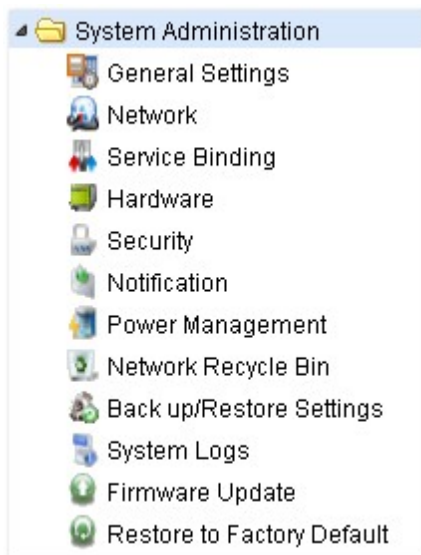 System Administration
General Settings
Network
Service Binding
Hardware
Security
Notification
Power Management
Network Recycle Bin
Back up/Restore Settings
System Logs
Firmware Update
Restore to Factory Default